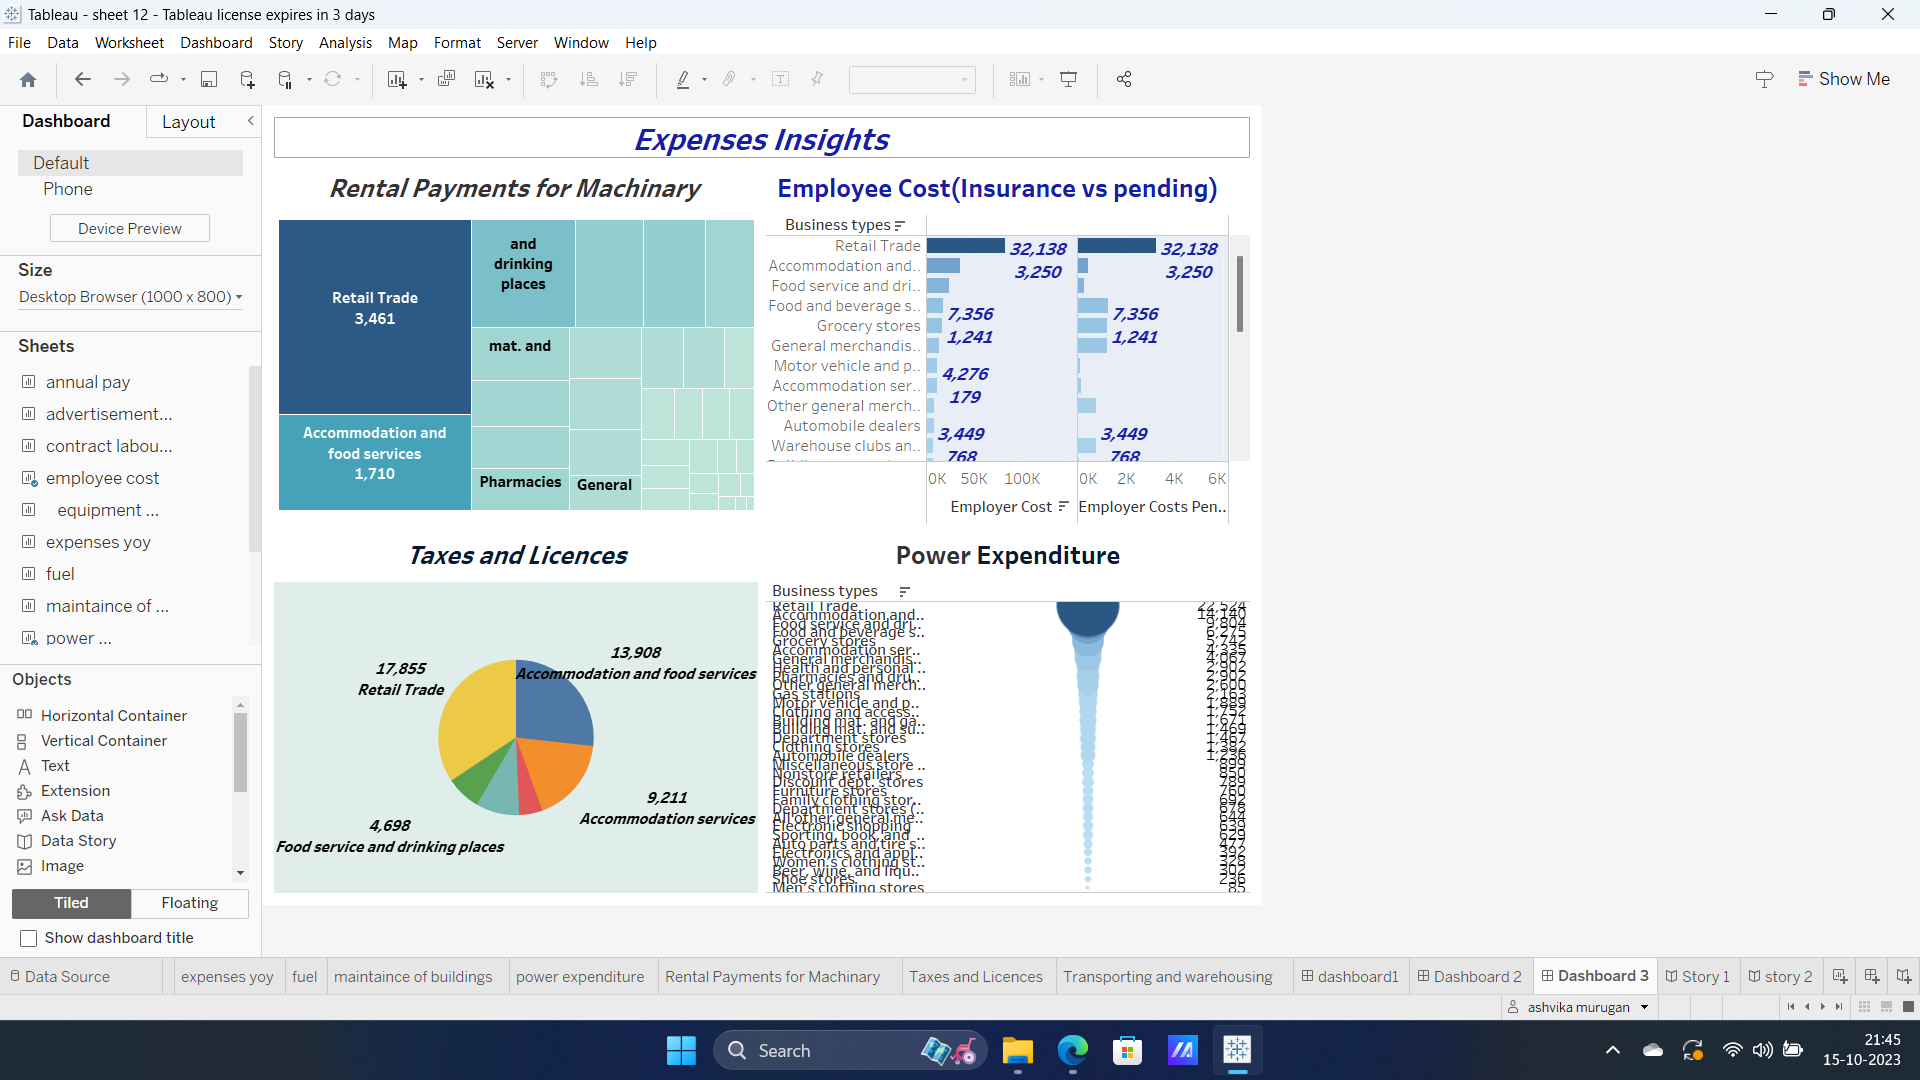 Tableau - sheet 12 - Tableau license expires in 3 days
File Data Worksheet Dashboard Story Analysis Map Format Server Window Help
Show Me
Dashboard
Layout
Default
Phone
Device Preview
Size
Desktop Browser (1000 x 800)
Sheets
annual pay
advertisement...
contract labou...
employee cost
equipment ...
expenses yoy
fuel
maintaince of ...
power ...
Objects
Horizontal Container
Vertical Container
Text
Extension
Ask Data
Data Story
Image
Tiled
Floating
Show dashboard title
Expenses Insights
Rental Payments for Machinary
Retail Trade
3,461
Accommodation and
food services
1,710
and
drinking
places
mat. and
Pharmacies
General
Employee Cost(Insurance vs pending)
Business types
Retail Trade
Accommodation and..
Food service and dri..
Food and beverage s..
Grocery stores
General merchandis..
Motor vehicle and p..
Accommodation ser..
Other general merch..
Automobile dealers
Warehouse clubs an..
32,138
3,250
7,356
1,241
4,276
179
3,449
768
32,138
3,250
7,356
1,241
3,449
768
0K 50K 100K
0K 2K 4K 6K
Employer Cost
Employer Costs Pen..
Taxes and Licences
17,855
Retail Trade
13,908
Accommodation and food services
9,211
Accommodation services
4,698
Food service and drinking places
Power Expenditure
Business types
Retail Trade 22,524
Accommodation and.. 14,140
Food service and dri.. 9,804
Food and beverage s.. 6,275
Grocery stores 5,742
Accommodation ser.. 4,335
General merchandis.. 4,067
Health and personal .. 2,902
Pharmacies and dru.. 2,902
Other general merch.. 2,600
Gas stations 2,163
Motor vehicle and p.. 1,889
Clothing and access.. 1,752
Building mat. and ga.. 1,671
Building mat. and su.. 1,469
Department stores 1,467
Clothing stores 1,382
Automobile dealers 1,236
Miscellaneous store .. 899
Nonstore retailers 850
Discount dept. stores 789
Furniture stores 760
Family clothing stor.. 692
Department stores (.. 678
All other general me.. 644
Electronic shopping 639
Sporting, book, and .. 629
Auto parts and tire s.. 477
Electronics and appl.. 392
Women's clothing st.. 328
Beer, wine, and liqu.. 302
Shoe stores 236
Men's clothing stores 85
Data Source
expenses yoy
fuel
maintaince of buildings
power expenditure
Rental Payments for Machinary
Taxes and Licences
Transporting and warehousing
dashboard1
Dashboard 2
Dashboard 3
Story 1
story 2
ashvika murugan
Search
21:45
15-10-2023